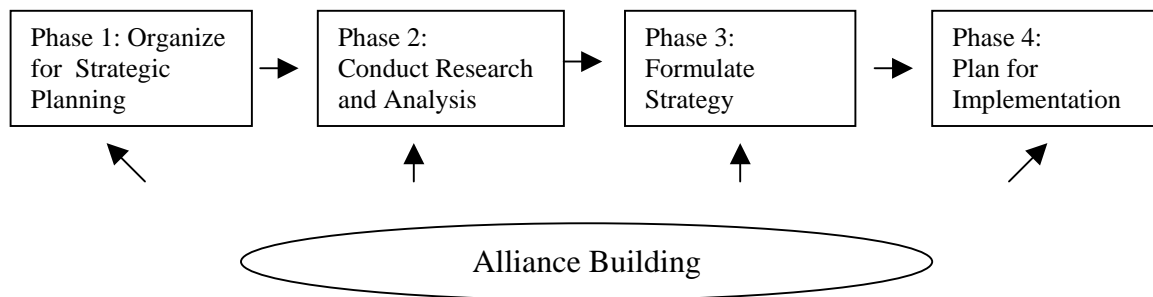 Phase 1: Organize
for Strategic
Planning
Phase 2:
Conduct Research
and Analysis
Phase 3:
Formulate
Strategy
Phase 4:
Plan for
Implementation
Alliance Building